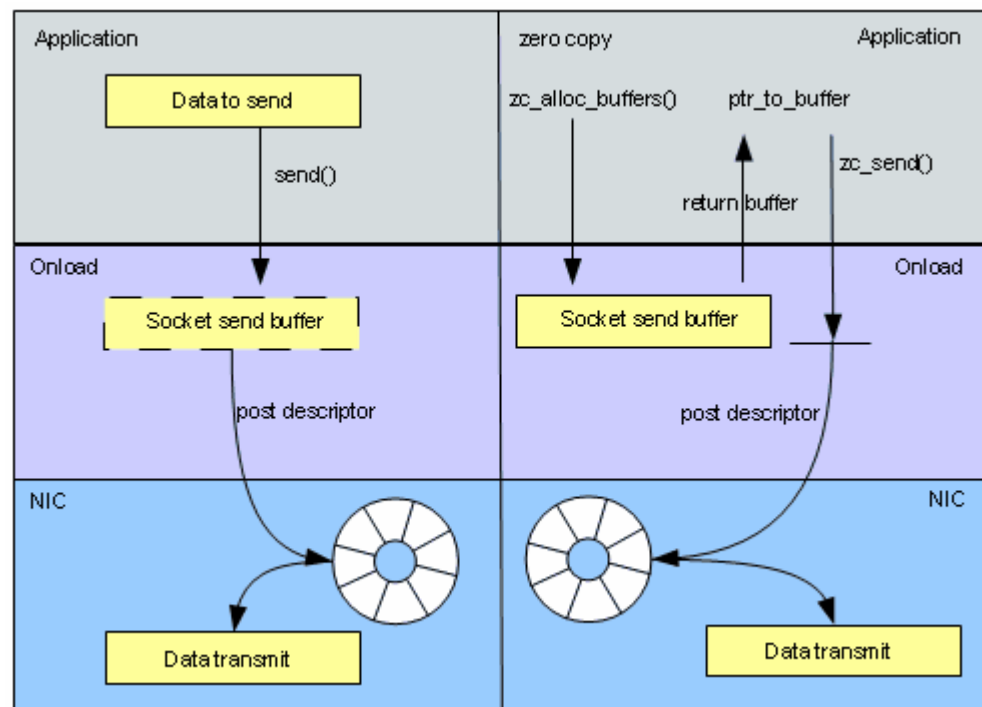 Application
Data to send
send()
Onload
Socket send buffer
post descriptor
NIC
Data transmit
zero copy
Application
zc_alloc_buffers()
ptr_to_buffer
zc_send()
return buffer
Onload
Socket send buffer
post descriptor
NIC
Data transmit